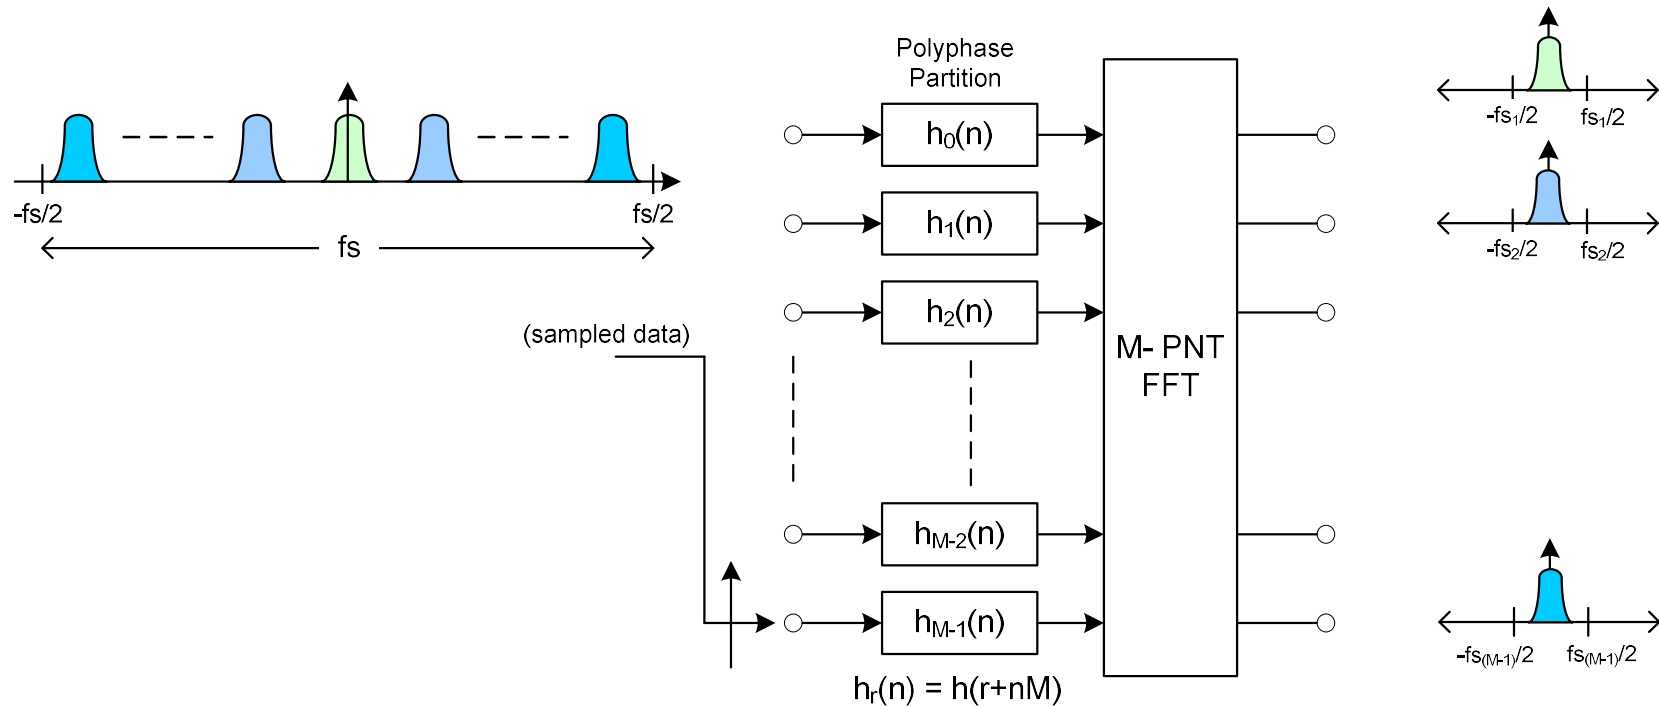 -fs/2
fs/2
fs
(sampled data)
Polyphase
Partition
h₀(n)
h₁(n)
h₂(n)
hM-2(n)
hM-1(n)
hᵣ(n) = h(r+nM)
M- PNT
FFT
-fs₁/2
fs₁/2
-fs₂/2
fs₂/2
-fs(M-1)/2
fs(M-1)/2